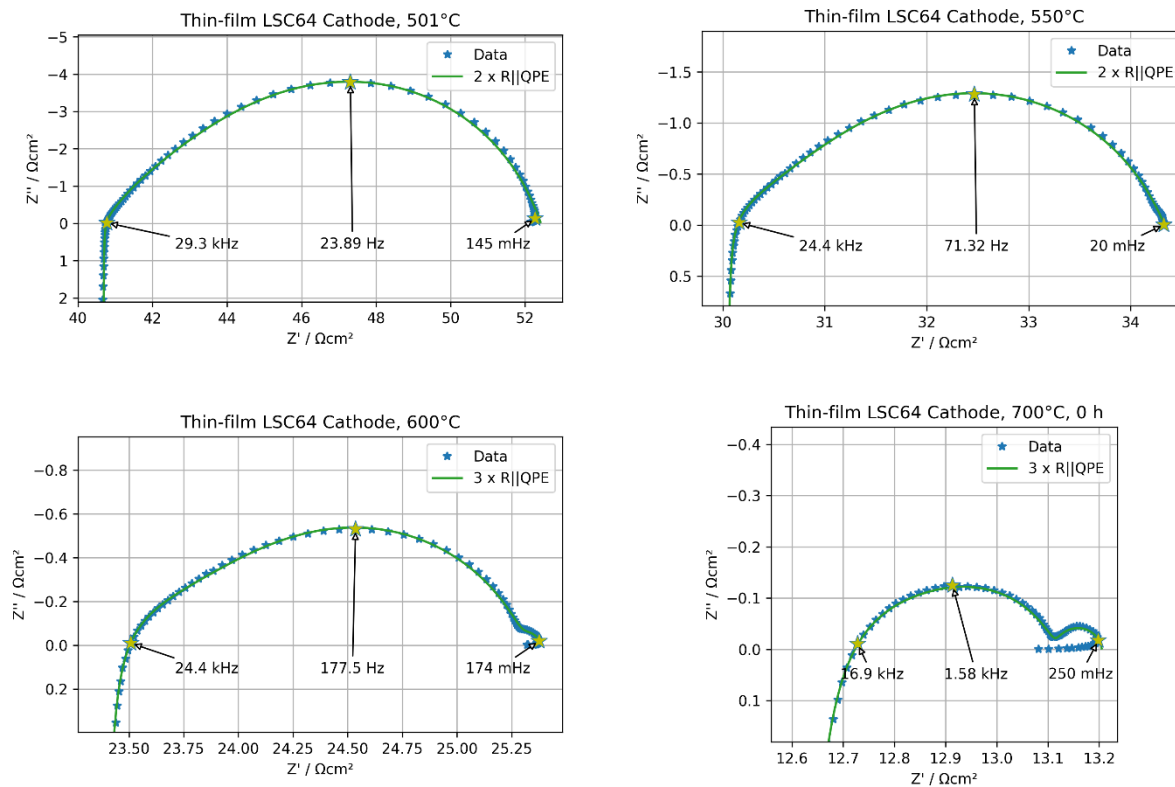 Thin-film LSC64 Cathode, 501°C
Z'' / Ωcm²
−5
−4
−3
−2
−1
0
1
2
Data
2 x R||QPE
29.3 kHz
23.89 Hz
145 mHz
40 42 44 46 48 50 52
Z' / Ωcm²
Thin-film LSC64 Cathode, 550°C
Z'' / Ωcm²
−1.5
−1.0
−0.5
0.0
0.5
Data
2 x R||QPE
24.4 kHz
71.32 Hz
20 mHz
30 31 32 33 34
Z' / Ωcm²
Thin-film LSC64 Cathode, 600°C
Z'' / Ωcm²
−0.8
−0.6
−0.4
−0.2
0.0
0.2
Data
3 x R||QPE
24.4 kHz
177.5 Hz
174 mHz
23.50 23.75 24.00 24.25 24.50 24.75 25.00 25.25
Z' / Ωcm²
Thin-film LSC64 Cathode, 700°C, 0 h
Z'' / Ωcm²
−0.4
−0.3
−0.2
−0.1
0.0
0.1
Data
3 x R||QPE
16.9 kHz
1.58 kHz
250 mHz
12.6 12.7 12.8 12.9 13.0 13.1 13.2
Z' / Ωcm²